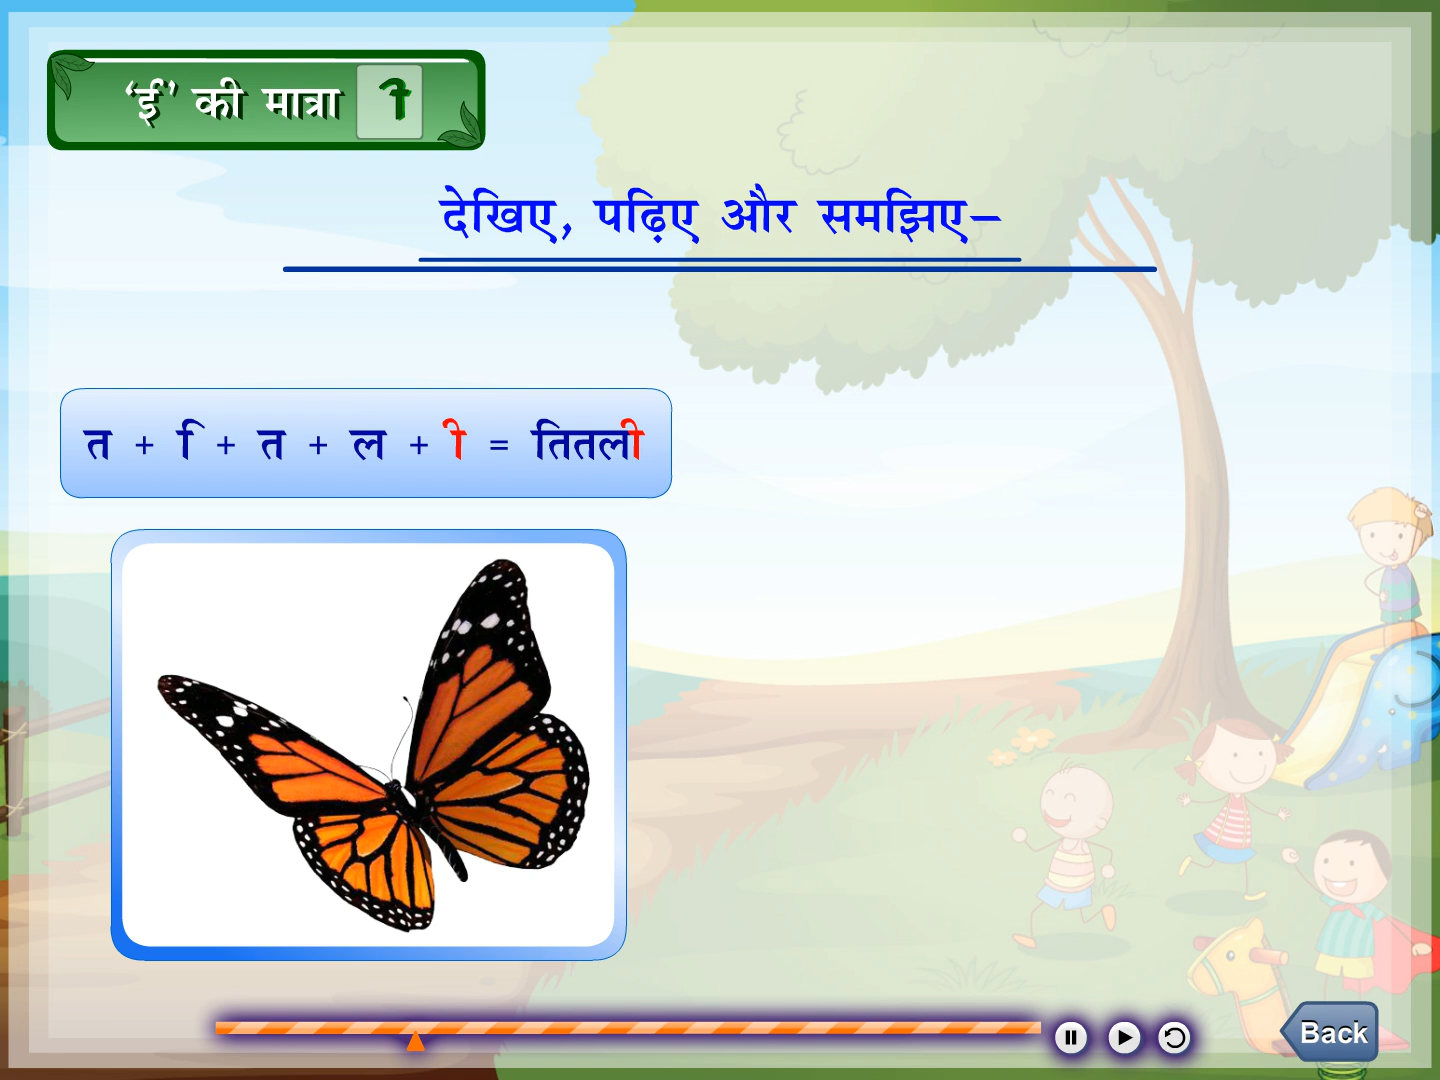 ‘ई’ की मात्रा ी
देखिए, पढ़िए और समझिए–
त + ि + त + ल + ी = तितली
Back